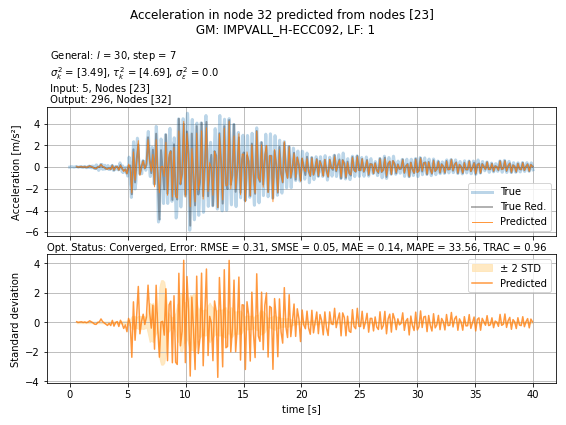 Acceleration in node 32 predicted from nodes [23]
GM: IMPVALL_H-ECC092, LF: 1
General: l = 30, step = 7
σ²ₖ = [3.49], τ²ₖ = [4.69], σ²ε = 0.0
Input: 5, Nodes [23]
Output: 296, Nodes [32]
Acceleration [m/s²]
4
2
0
−2
−4
−6
True
True Red.
Predicted
Opt. Status: Converged, Error: RMSE = 0.31, SMSE = 0.05, MAE = 0.14, MAPE = 33.56, TRAC = 0.96
Standard deviation
4
2
0
−2
−4
± 2 STD
Predicted
0 5 10 15 20 25 30 35 40
time [s]